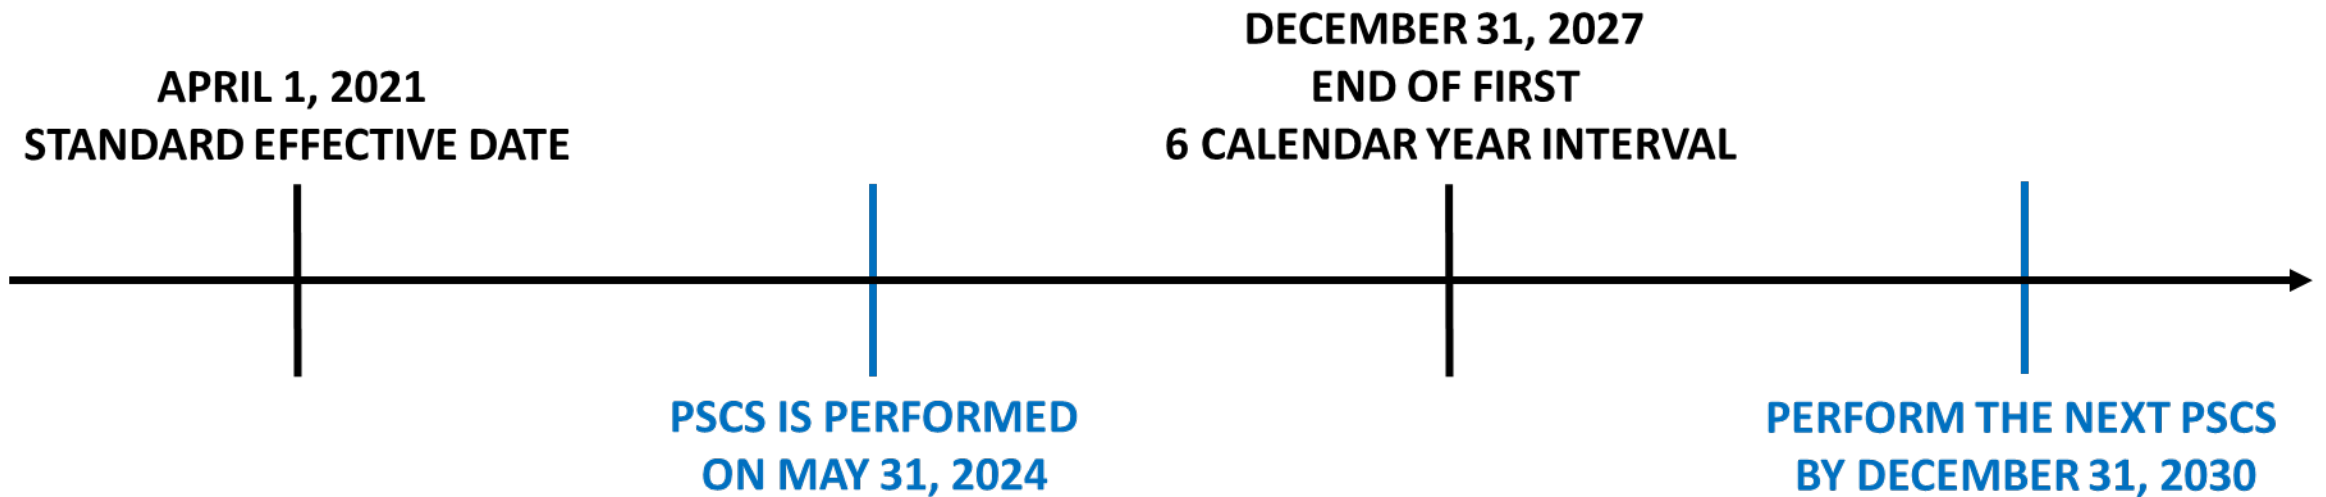 APRIL 1, 2021
STANDARD EFFECTIVE DATE
PSCS IS PERFORMED
ON MAY 31, 2024
DECEMBER 31, 2027
END OF FIRST
6 CALENDAR YEAR INTERVAL
PERFORM THE NEXT PSCS
BY DECEMBER 31, 2030